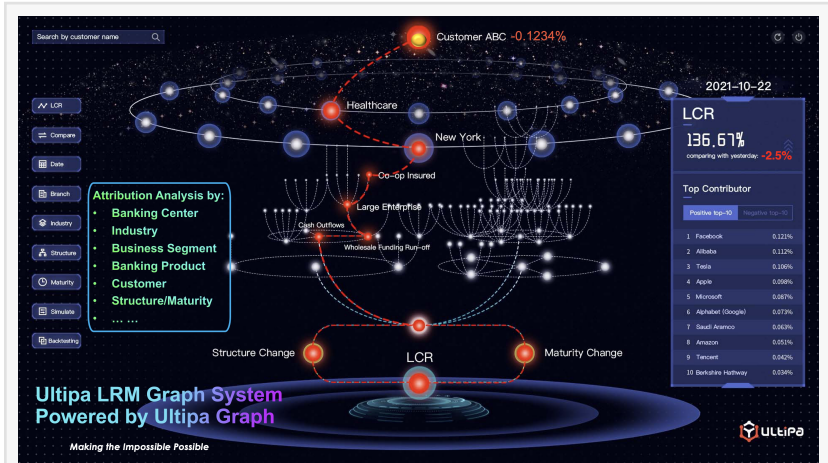 Search by customer name
Customer ABC -0.1234%
2021-10-22
Healthcare
New York
Co-op Insured
Large Enterprise
Cash Outflows
Wholesale Funding Run-off
LCR
Compare
Date
Branch
Industry
Structure
Maturity
Simulate
Backtesting
Attribution Analysis by:
• Banking Center
• Industry
• Business Segment
• Banking Product
• Customer
• Structure/Maturity
• ... ...
LCR
136.67%
comparing with yesterday: -2.5%
Top Contributor
Positive top-10 Negative top-10
1 Facebook 0.121%
2 Alibaba 0.112%
3 Tesla 0.106%
4 Apple 0.098%
5 Microsoft 0.087%
6 Alphabet (Google) 0.073%
7 Saudi Aramco 0.063%
8 Amazon 0.051%
9 Tencent 0.042%
10 Berkshire Hathway 0.034%
Structure Change
LCR
Maturity Change
Ultipa LRM Graph System
Powered by Ultipa Graph
Making the Impossible Possible
ULtiPa